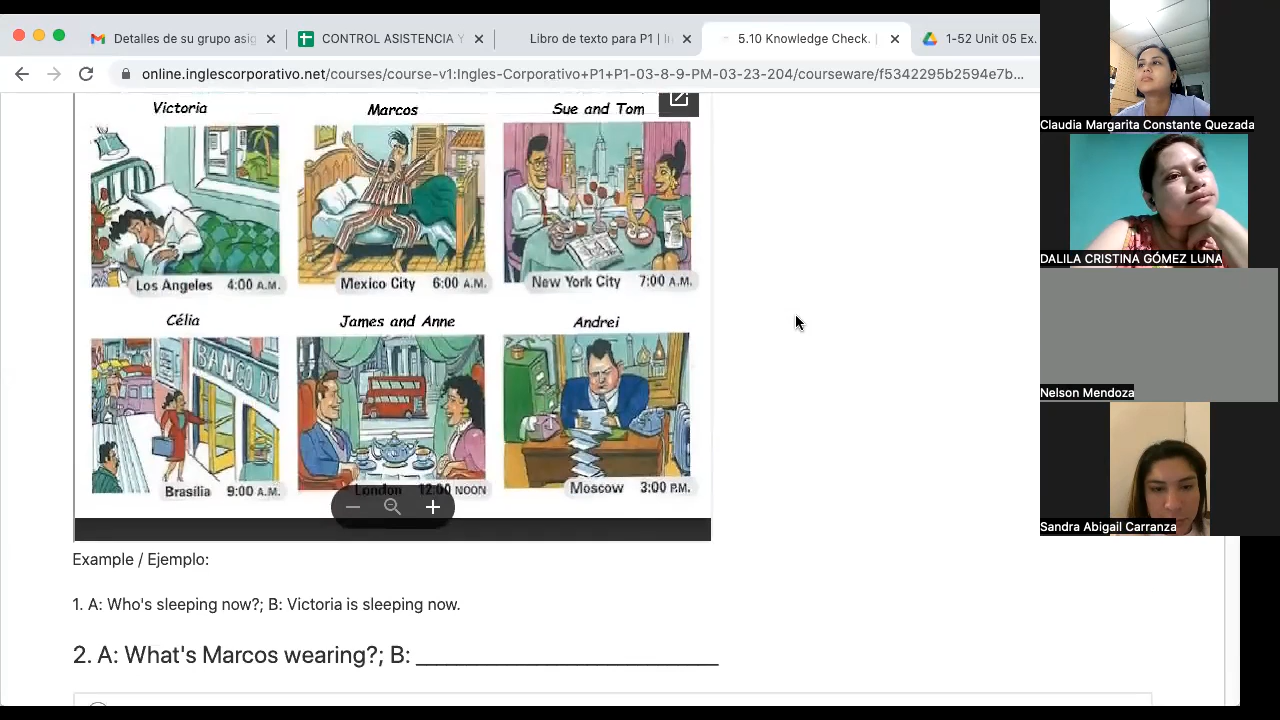 Detalles de su grupo asig
CONTROL ASISTENCIA Y
Libro de texto para P1 | I
5.10 Knowledge Check. |
1-52 Unit 05 Ex.
online.inglescorporativo.net/courses/course-v1:Ingles-Corporativo+P1+P1-03-8-9-PM-03-23-204/courseware/f5342295b2594e7b...
Victoria
Marcos
Sue and Tom
Los Angeles 4:00 A.M.
Mexico City 6:00 A.M.
New York City 7:00 A.M.
Célia
James and Anne
Andrei
BANCO DU
Brasília 9:00 A.M.
London 12:00 NOON
Moscow 3:00 P.M.
Example / Ejemplo:
1. A: Who's sleeping now?; B: Victoria is sleeping now.
2. A: What's Marcos wearing?; B: ___________________________
Claudia Margarita Constante Quezada
DALILA CRISTINA GÓMEZ LUNA
Nelson Mendoza
Sandra Abigail Carranza